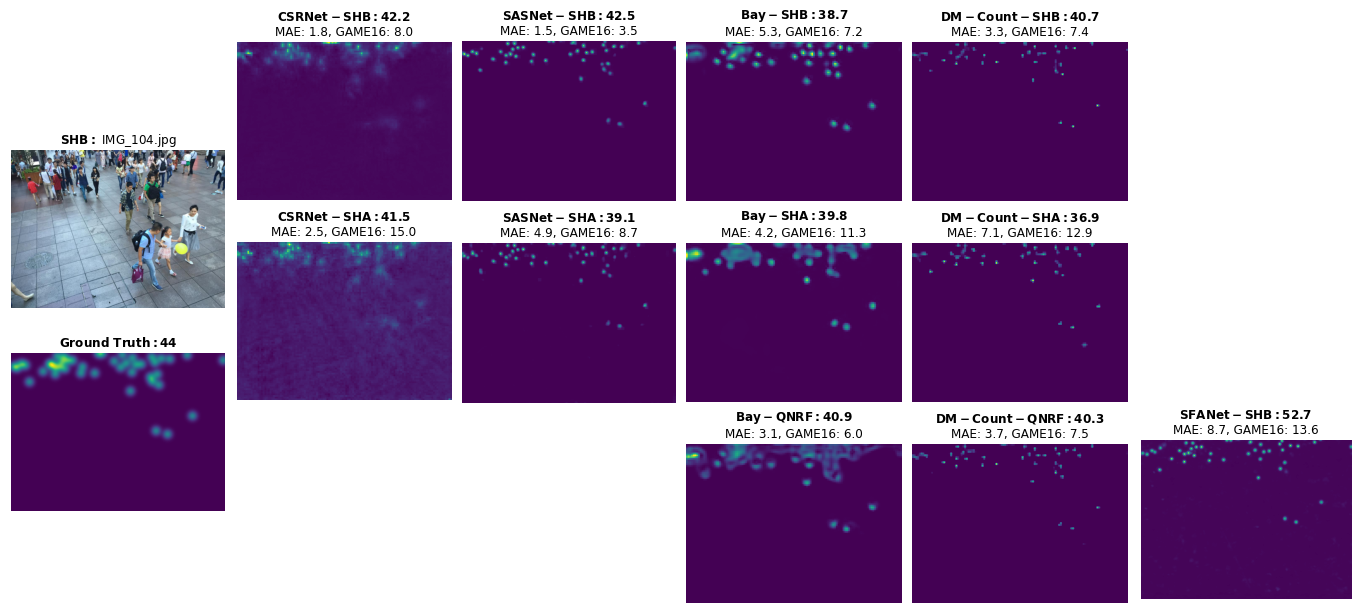 CSRNet−SHB: 42.2
MAE: 1.8, GAME16: 8.0
SASNet−SHB: 42.5
MAE: 1.5, GAME16: 3.5
Bay−SHB: 38.7
MAE: 5.3, GAME16: 7.2
DM−Count−SHB: 40.7
MAE: 3.3, GAME16: 7.4
SHB: IMG_104.jpg
CSRNet−SHA: 41.5
MAE: 2.5, GAME16: 15.0
SASNet−SHA: 39.1
MAE: 4.9, GAME16: 8.7
Bay−SHA: 39.8
MAE: 4.2, GAME16: 11.3
DM−Count−SHA: 36.9
MAE: 7.1, GAME16: 12.9
Ground Truth: 44
Bay−QNRF: 40.9
MAE: 3.1, GAME16: 6.0
DM−Count−QNRF: 40.3
MAE: 3.7, GAME16: 7.5
SFANet−SHB: 52.7
MAE: 8.7, GAME16: 13.6